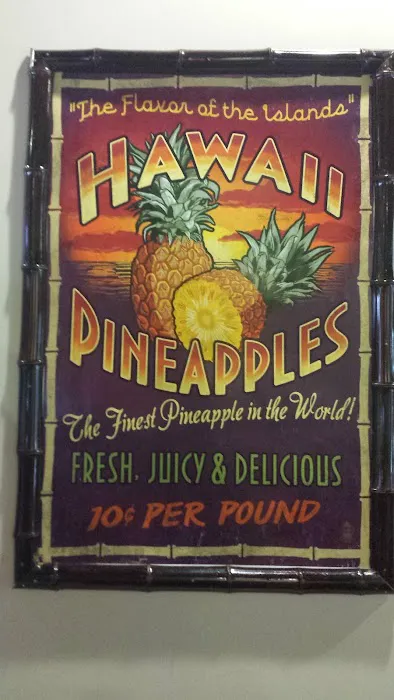 "The Flavor of the Islands"
HAWAII
PINEAPPLES
The Finest Pineapple in the World!
FRESH, JUICY & DELICIOUS
10¢ PER POUND